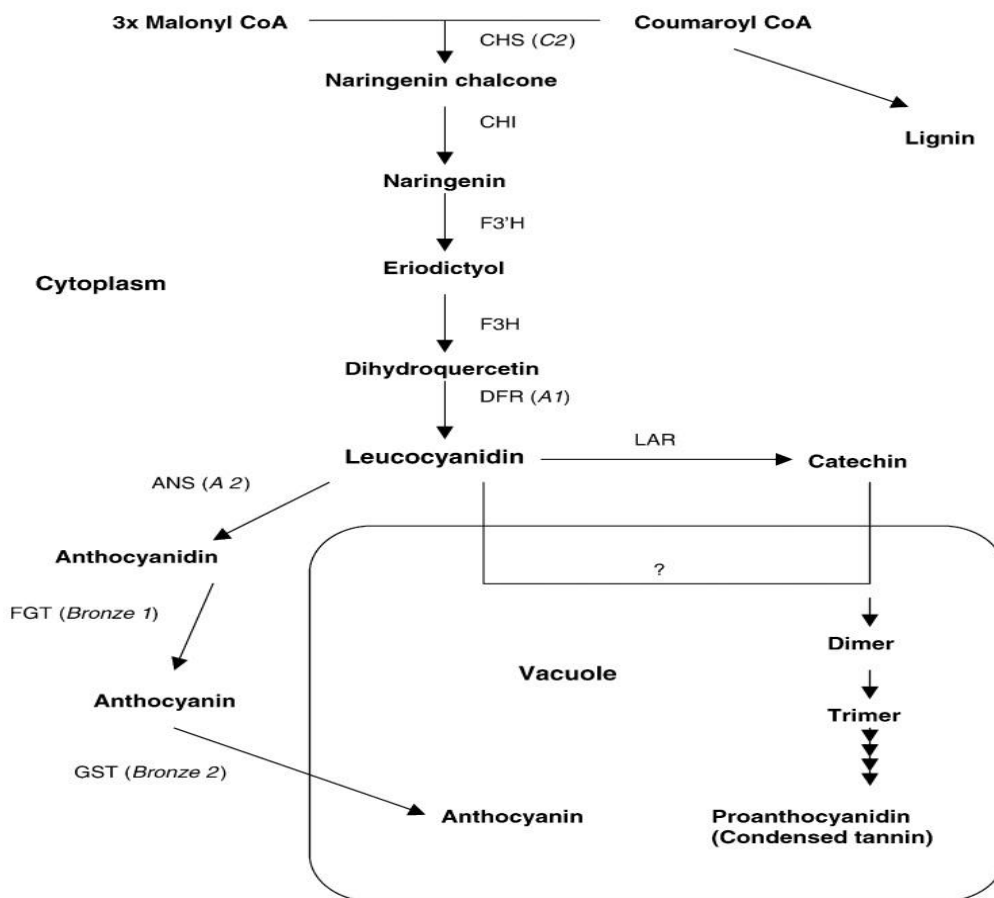 3x Malonyl CoA
Coumaroyl CoA
CHS (C2)
Naringenin chalcone
Lignin
CHI
Naringenin
F3'H
Eriodictyol
Cytoplasm
F3H
Dihydroquercetin
DFR (A1)
Leucocyanidin
LAR
Catechin
ANS (A 2)
Anthocyanidin
?
FGT (Bronze 1)
Dimer
Vacuole
Anthocyanin
Trimer
GST (Bronze 2)
Anthocyanin
Proanthocyanidin
(Condensed tannin)